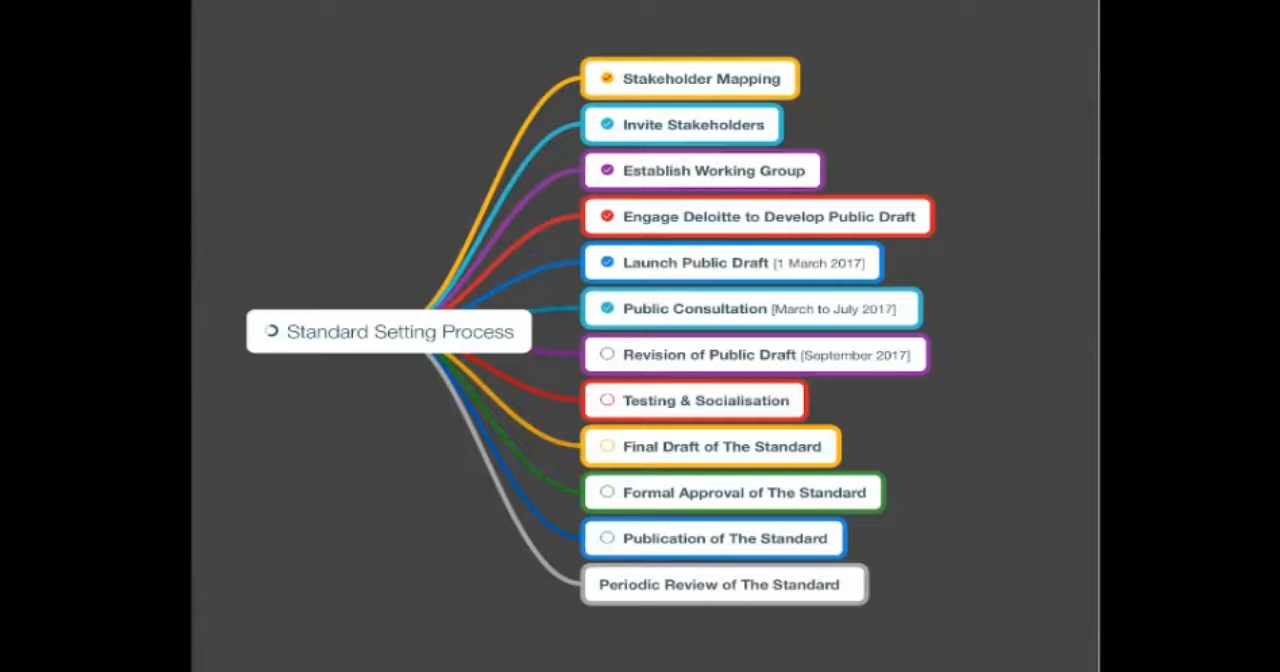 Stakeholder Mapping
Invite Stakeholders
Establish Working Group
Engage Deloitte to Develop Public Draft
Launch Public Draft [1 March 2017]
Public Consultation [March to July 2017]
Standard Setting Process
Revision of Public Draft [September 2017]
Testing & Socialisation
Final Draft of The Standard
Formal Approval of The Standard
Publication of The Standard
Periodic Review of The Standard